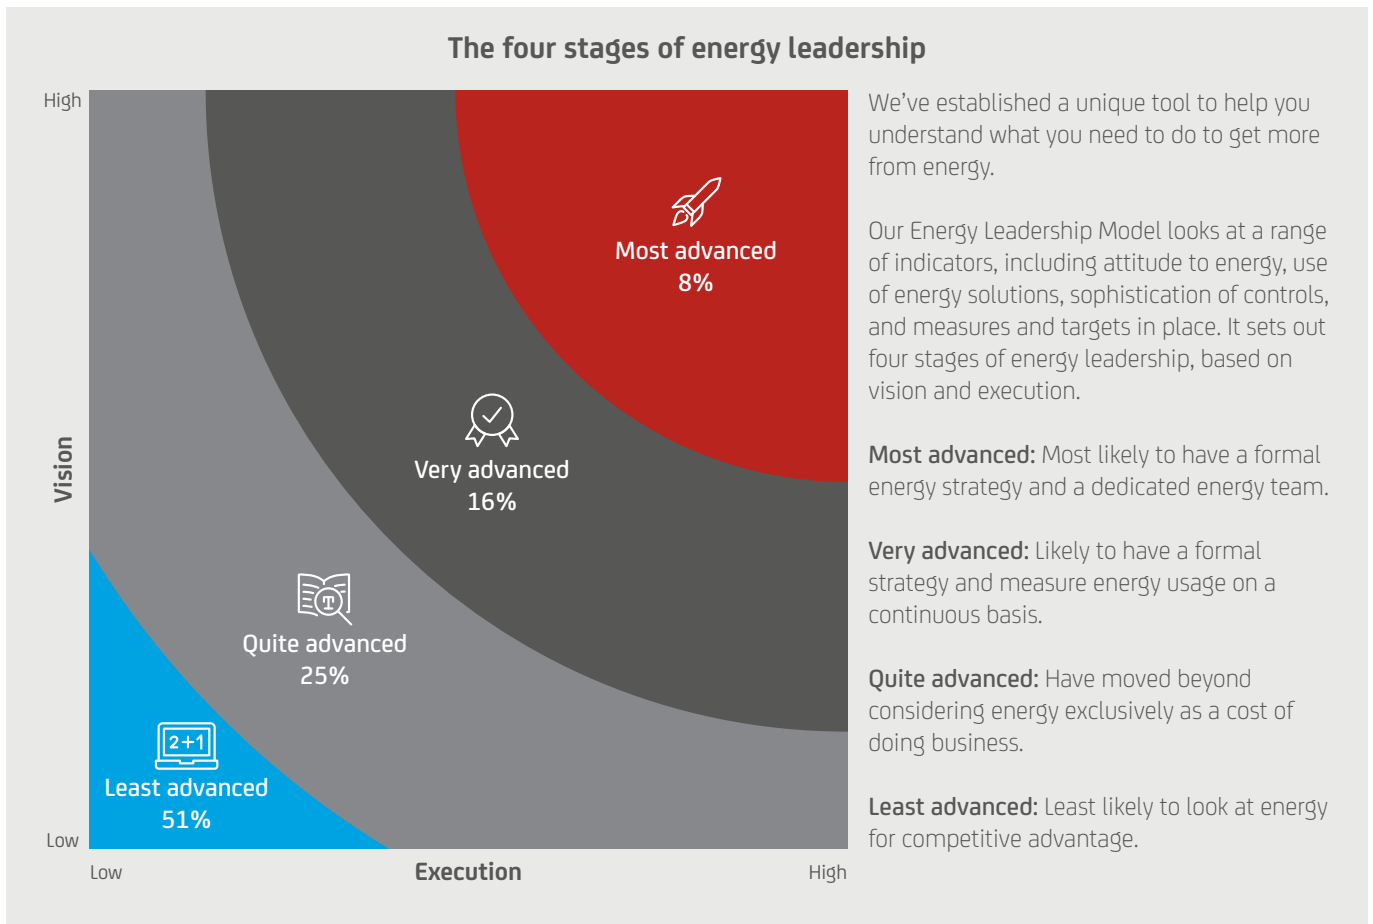 The four stages of energy leadership
High
Vision
Low
Low
Execution
High
Most advanced
8%
Very advanced
16%
T
Quite advanced
25%
2+1
Least advanced
51%
We've established a unique tool to help you
understand what you need to do to get more
from energy.
Our Energy Leadership Model looks at a range
of indicators, including attitude to energy, use
of energy solutions, sophistication of controls,
and measures and targets in place. It sets out
four stages of energy leadership, based on
vision and execution.
Most advanced: Most likely to have a formal
energy strategy and a dedicated energy team.
Very advanced: Likely to have a formal
strategy and measure energy usage on a
continuous basis.
Quite advanced: Have moved beyond
considering energy exclusively as a cost of
doing business.
Least advanced: Least likely to look at energy
for competitive advantage.